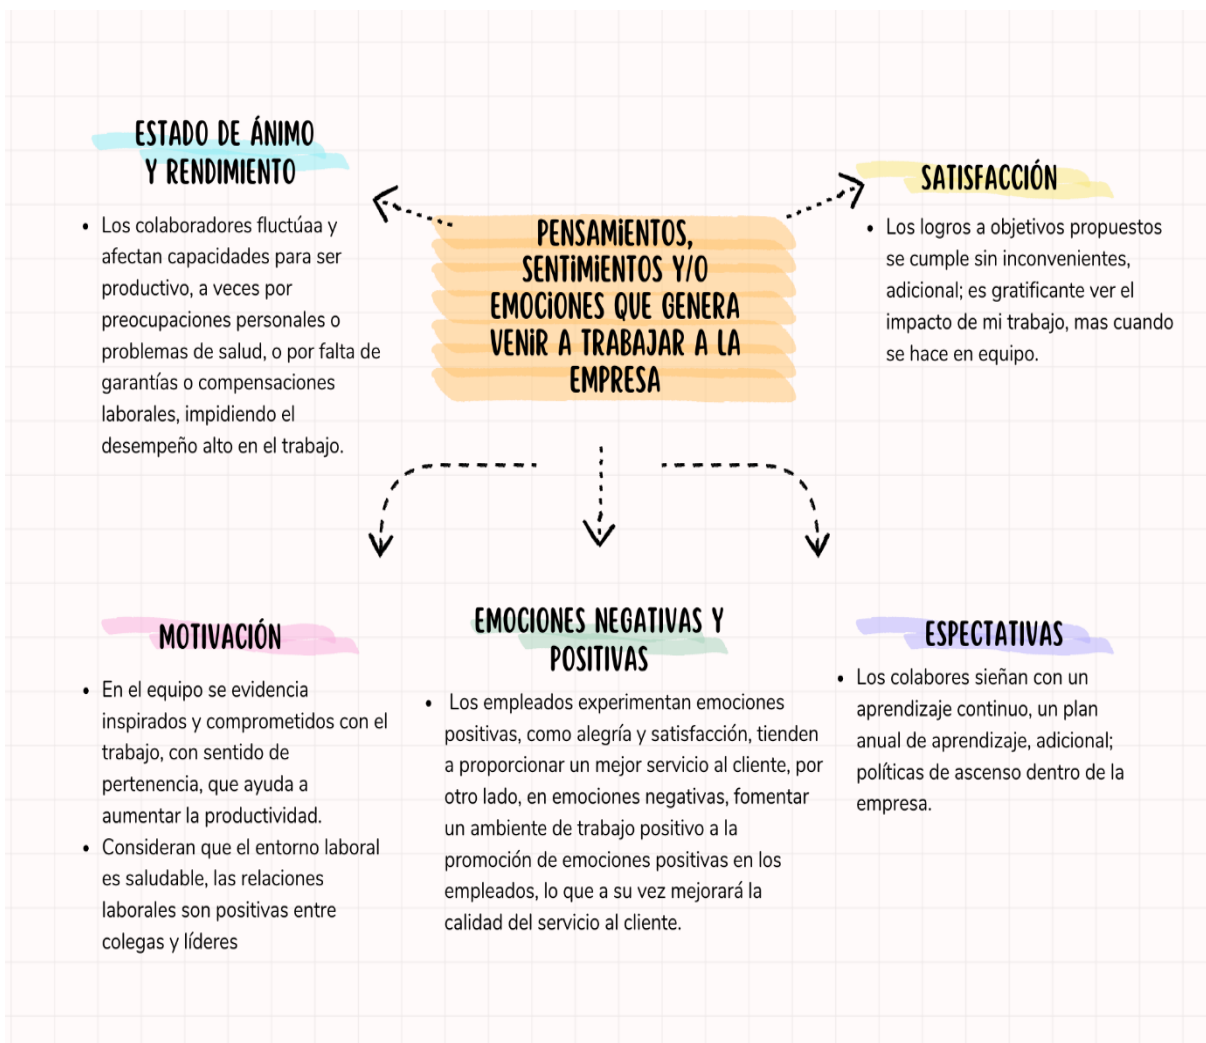 ESTADO DE ÁNIMO
Y RENDIMIENTO
Los colaboradores fluctúaa y
afectan capacidades para ser
productivo, a veces por
preocupaciones personales o
problemas de salud, o por falta de
garantías o compensaciones
laborales, impidiendo el
desempeño alto en el trabajo.
PENSAMIENTOS,
SENTIMIENTOS Y/O
EMOCIONES QUE GENERA
VENIR A TRABAJAR A LA
EMPRESA
SATISFACCIÓN
Los logros a objetivos propuestos
se cumple sin inconvenientes,
adicional; es gratificante ver el
impacto de mi trabajo, mas cuando
se hace en equipo.
MOTIVACIÓN
En el equipo se evidencia
inspirados y comprometidos con el
trabajo, con sentido de
pertenencia, que ayuda a
aumentar la productividad.
Consideran que el entorno laboral
es saludable, las relaciones
laborales son positivas entre
colegas y líderes
EMOCIONES NEGATIVAS Y
POSITIVAS
Los empleados experimentan emociones
positivas, como alegría y satisfacción, tienden
a proporcionar un mejor servicio al cliente, por
otro lado, en emociones negativas, fomentar
un ambiente de trabajo positivo a la
promoción de emociones positivas en los
empleados, lo que a su vez mejorará la
calidad del servicio al cliente.
ESPECTATIVAS
Los colabores sieñan con un
aprendizaje continuo, un plan
anual de aprendizaje, adicional;
políticas de ascenso dentro de la
empresa.